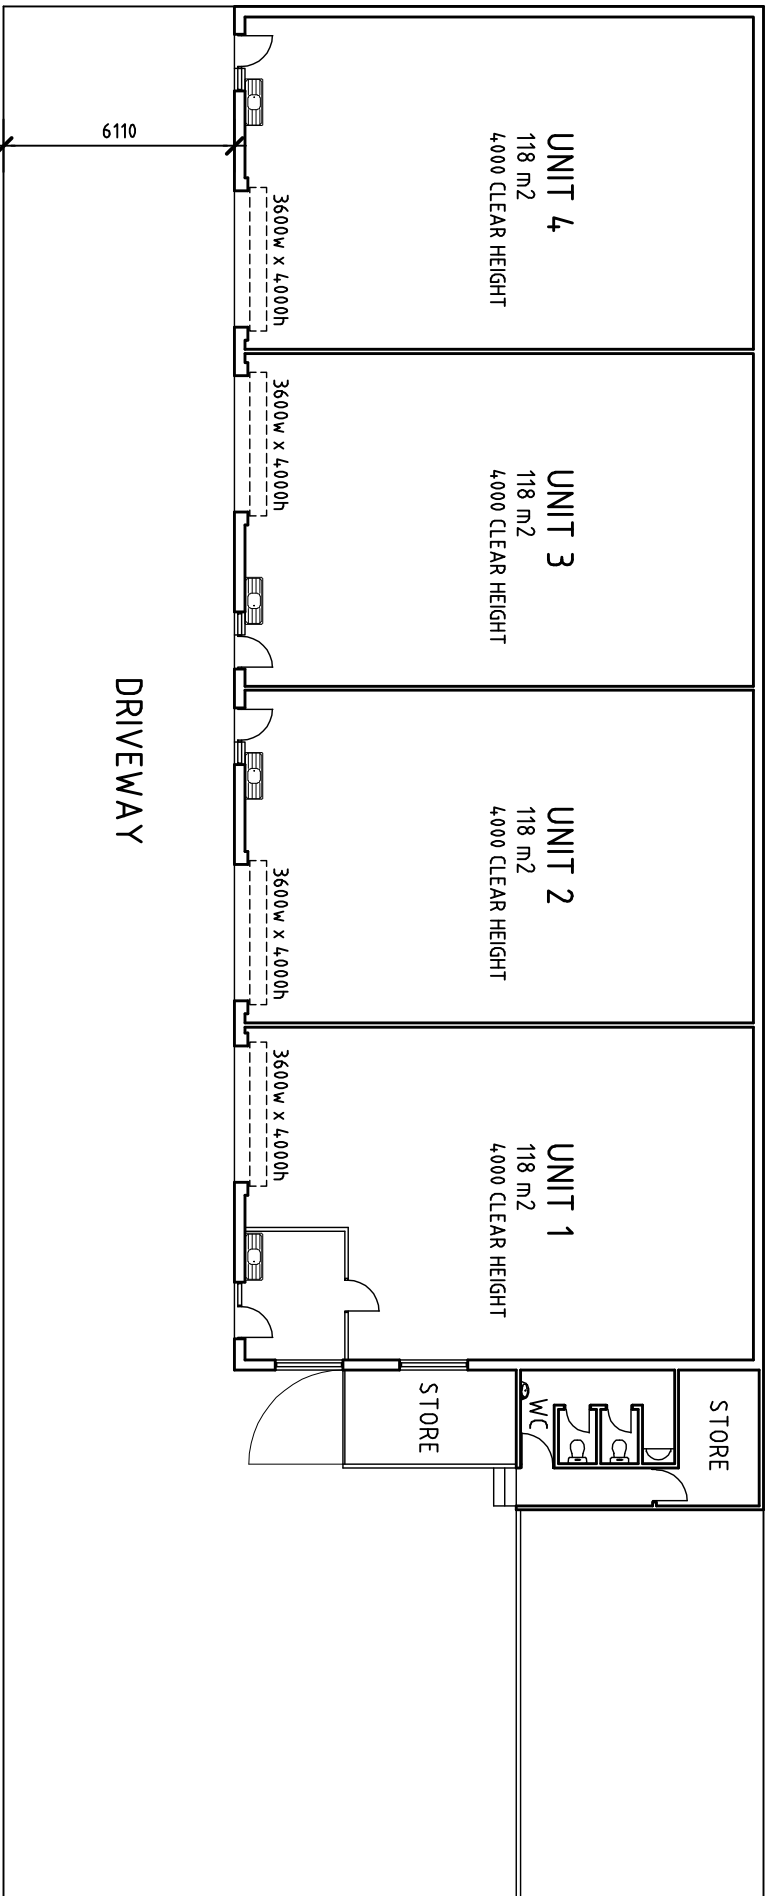 6110
UNIT 4
118 m2
4000 CLEAR HEIGHT
3600w x 4000h
UNIT 3
118 m2
4000 CLEAR HEIGHT
3600w x 4000h
DRIVEWAY
UNIT 2
118 m2
4000 CLEAR HEIGHT
3600w x 4000h
UNIT 1
118 m2
4000 CLEAR HEIGHT
3600w x 4000h
STORE
WC
STORE